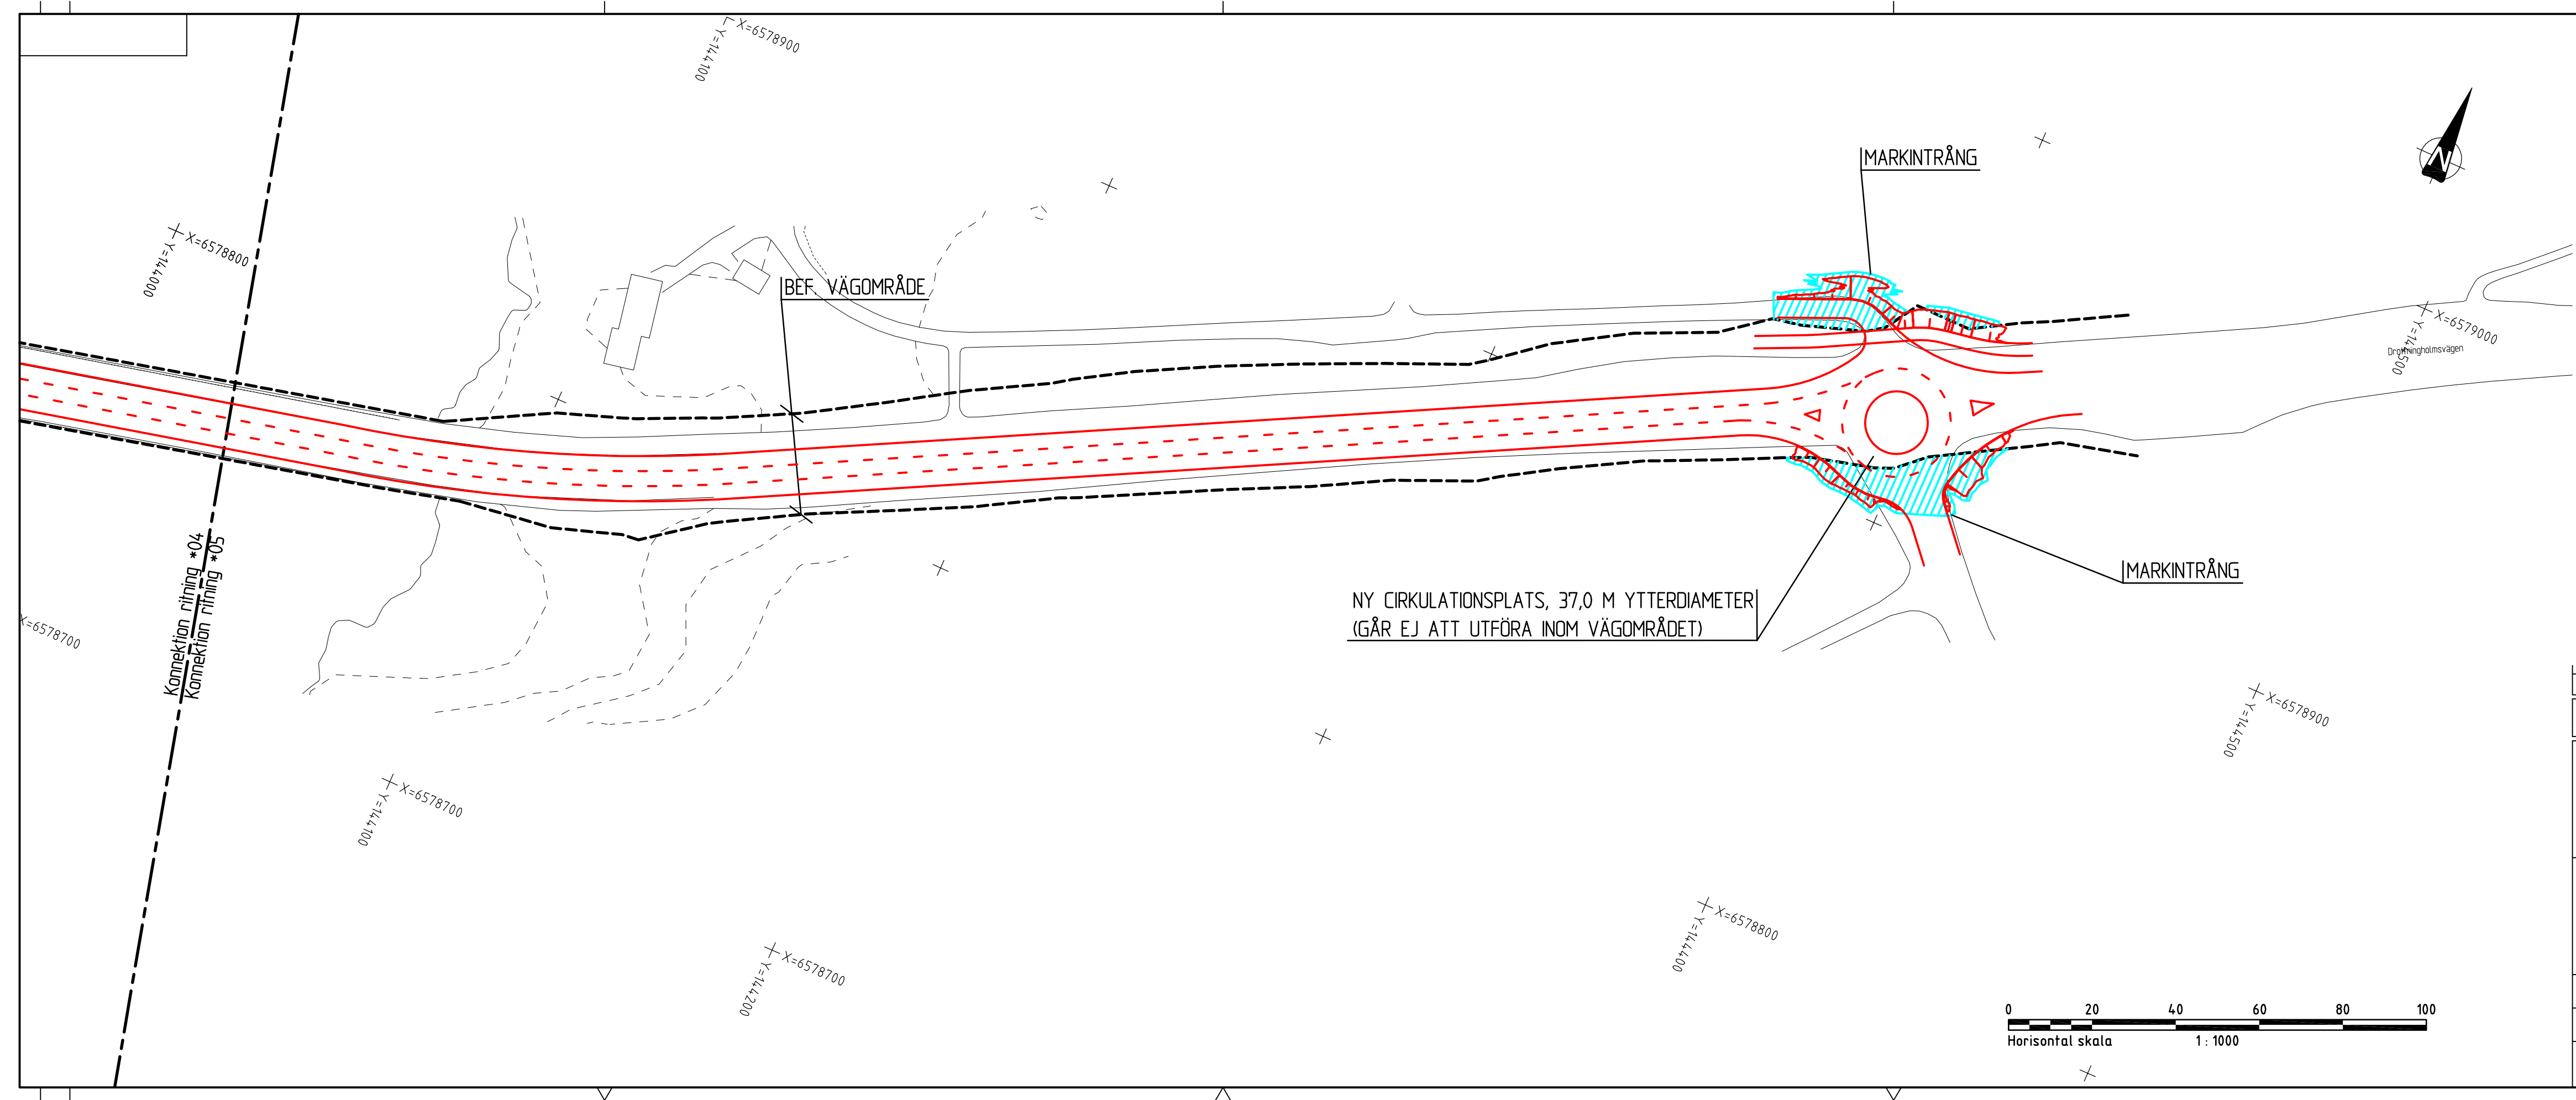 X=6578900
Y=144100
MARKINTRÅNG
N
X=6578800
Y=144000
BEF. VÄGOMRÅDE
X=6579000
Y=144500
Drottningholmsvägen
Konnektion ritning *04
Konnektion ritning *05
X=6578700
MARKINTRÅNG
NY CIRKULATIONSPLATS, 37,0 M YTTERDIAMETER
(GÅR EJ ATT UTFÖRA INOM VÄGOMRÅDET)
X=6578900
Y=144500
X=6578700
Y=144100
X=6578800
Y=144400
X=6578700
Y=144200
0 20 40 60 80 100
Horisontal skala 1 : 1000